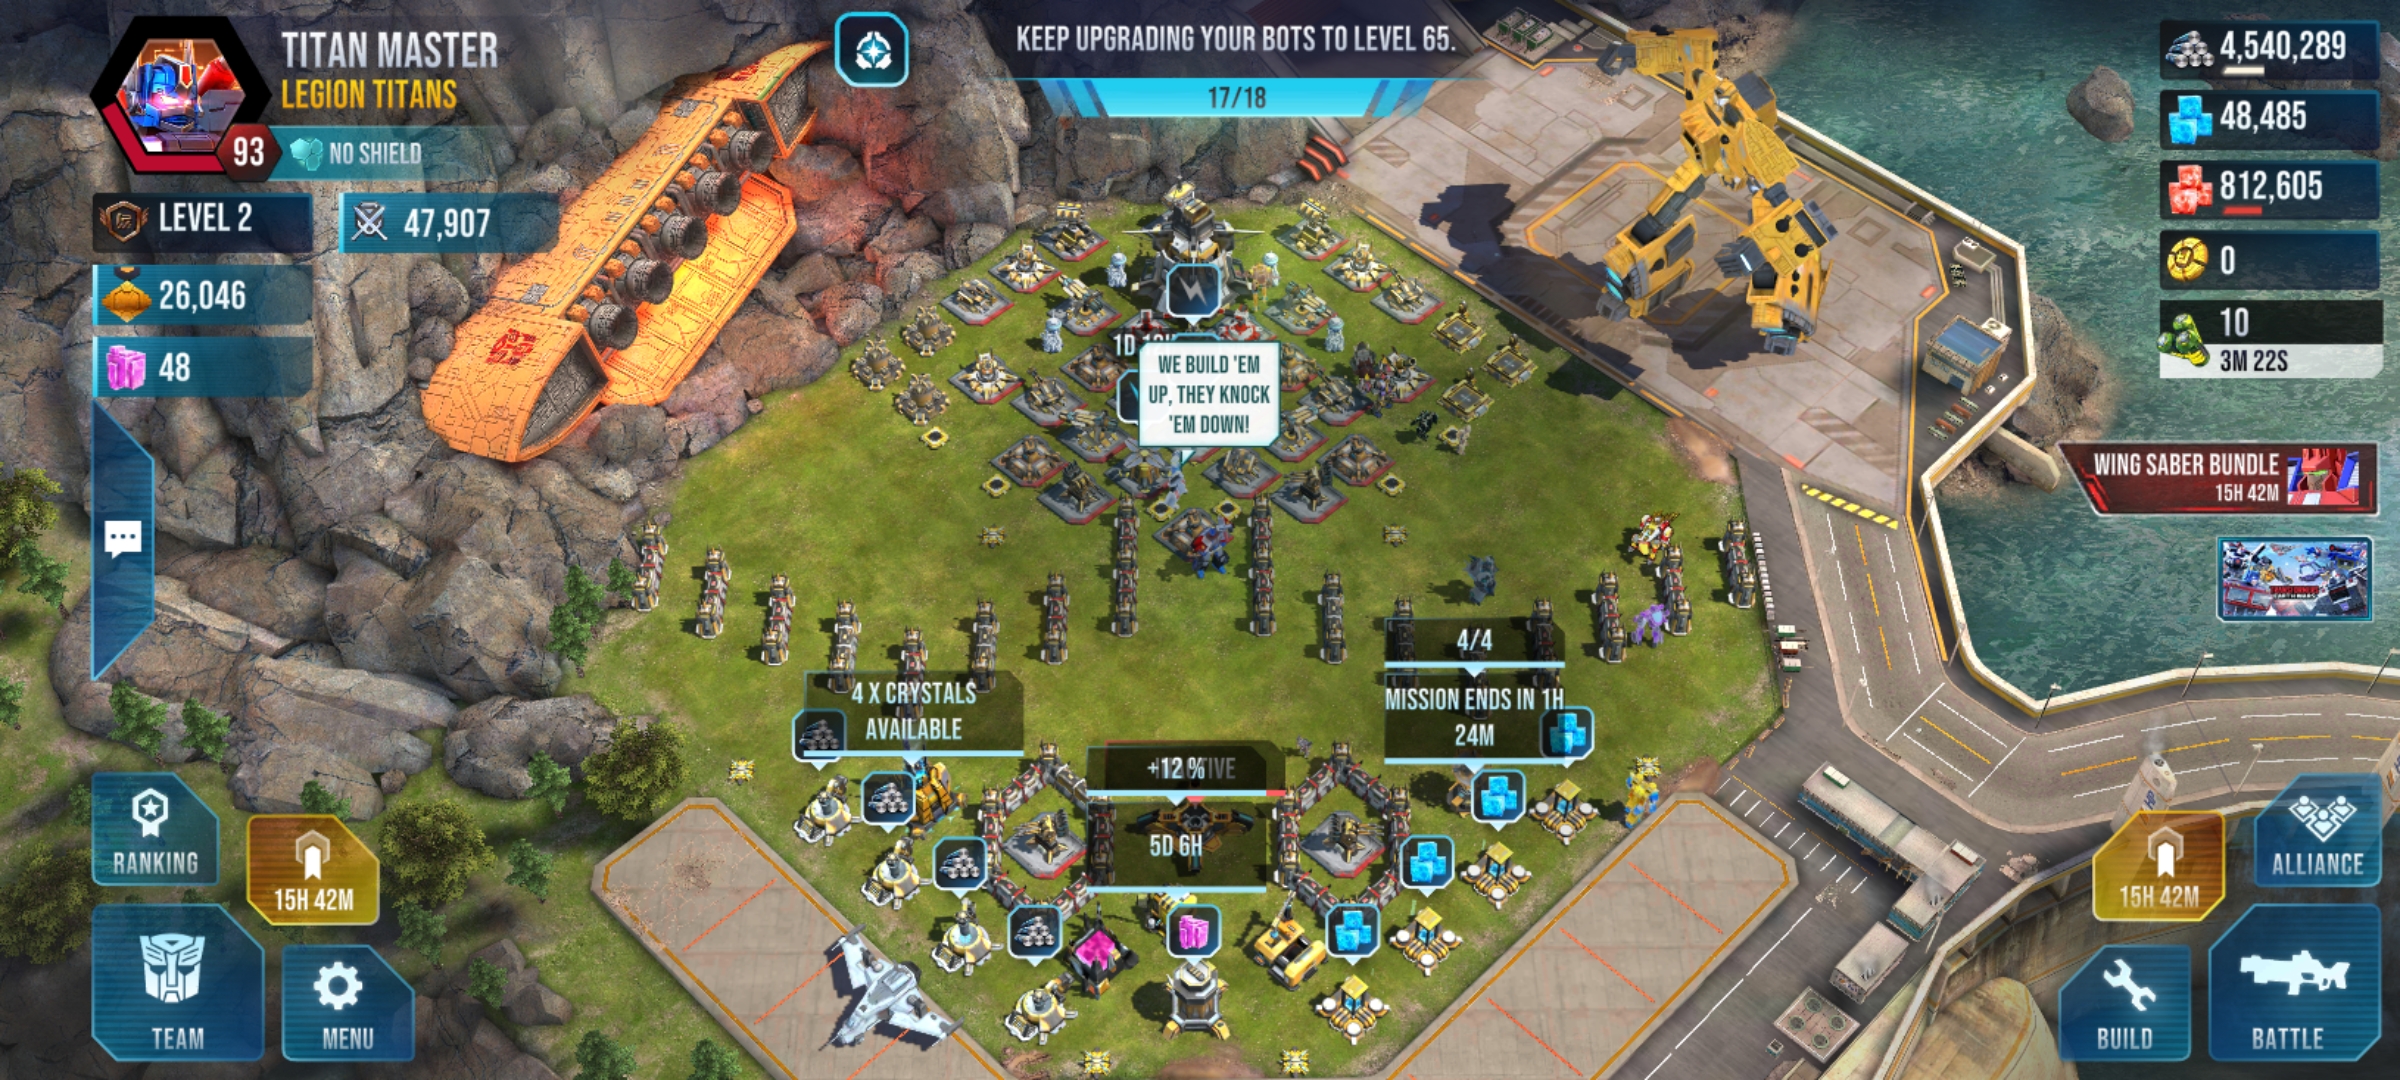 TITAN MASTER
LEGION TITANS
93
NO SHIELD
LEVEL 2
47,907
26,046
48
KEEP UPGRADING YOUR BOTS TO LEVEL 65.
17/18
4,540,289
48,485
812,605
0
10
3M 22S
WING SABER BUNDLE
15H 42M
1D
WE BUILD 'EM
UP, THEY KNOCK
'EM DOWN!
4 X CRYSTALS
AVAILABLE
4/4
MISSION ENDS IN 1H
24M
+12%
5D 6H
RANKING
15H 42M
TEAM
MENU
15H 42M
ALLIANCE
BUILD
BATTLE